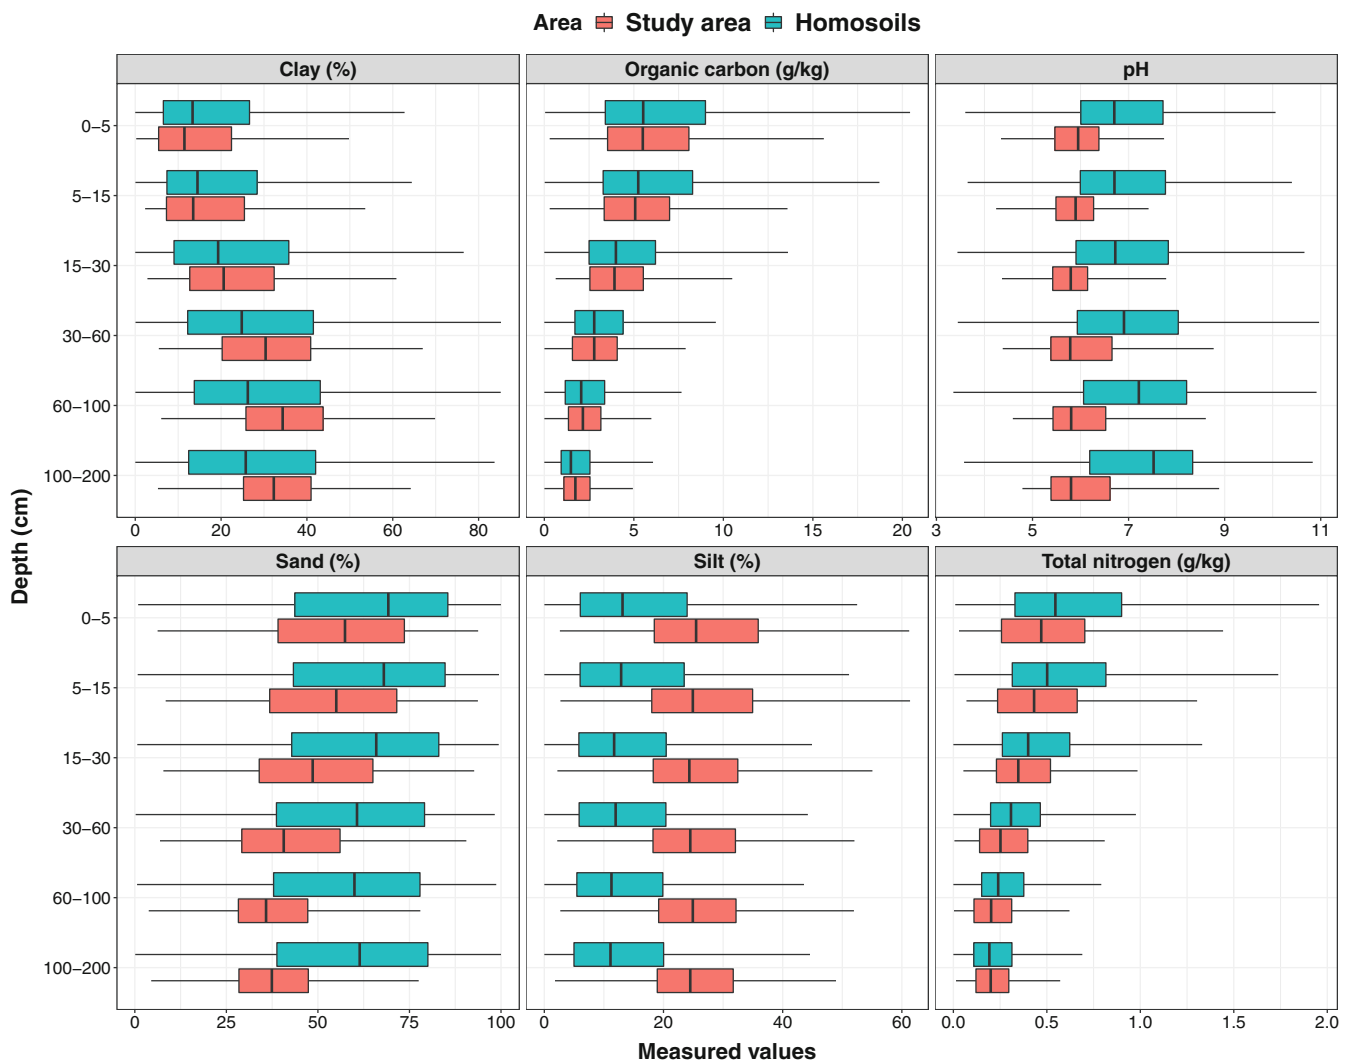 Area Study area Homosoils
Clay (%) Organic carbon (g/kg) pH
0−5
5−15
15−30
30−60
60−100
100−200
0 20 40 60 80 0 5 10 15 20 3 5 7 9 11
Sand (%) Silt (%) Total nitrogen (g/kg)
0−5
5−15
15−30
30−60
60−100
100−200
0 25 50 75 100 0 20 40 60 0.0 0.5 1.0 1.5 2.0
Depth (cm)
Measured values